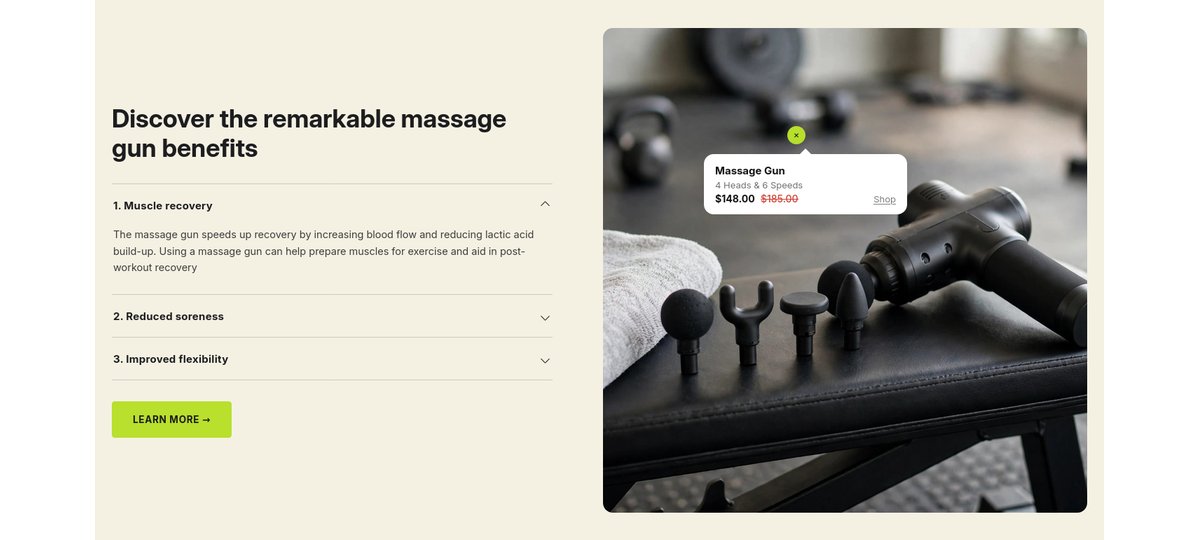 Discover the remarkable massage
gun benefits
1. Muscle recovery
The massage gun speeds up recovery by increasing blood flow and reducing lactic acid
build-up. Using a massage gun can help prepare muscles for exercise and aid in post-
workout recovery
2. Reduced soreness
3. Improved flexibility
LEARN MORE →
Massage Gun
4 Heads & 6 Speeds
$148.00 $185.00 Shop